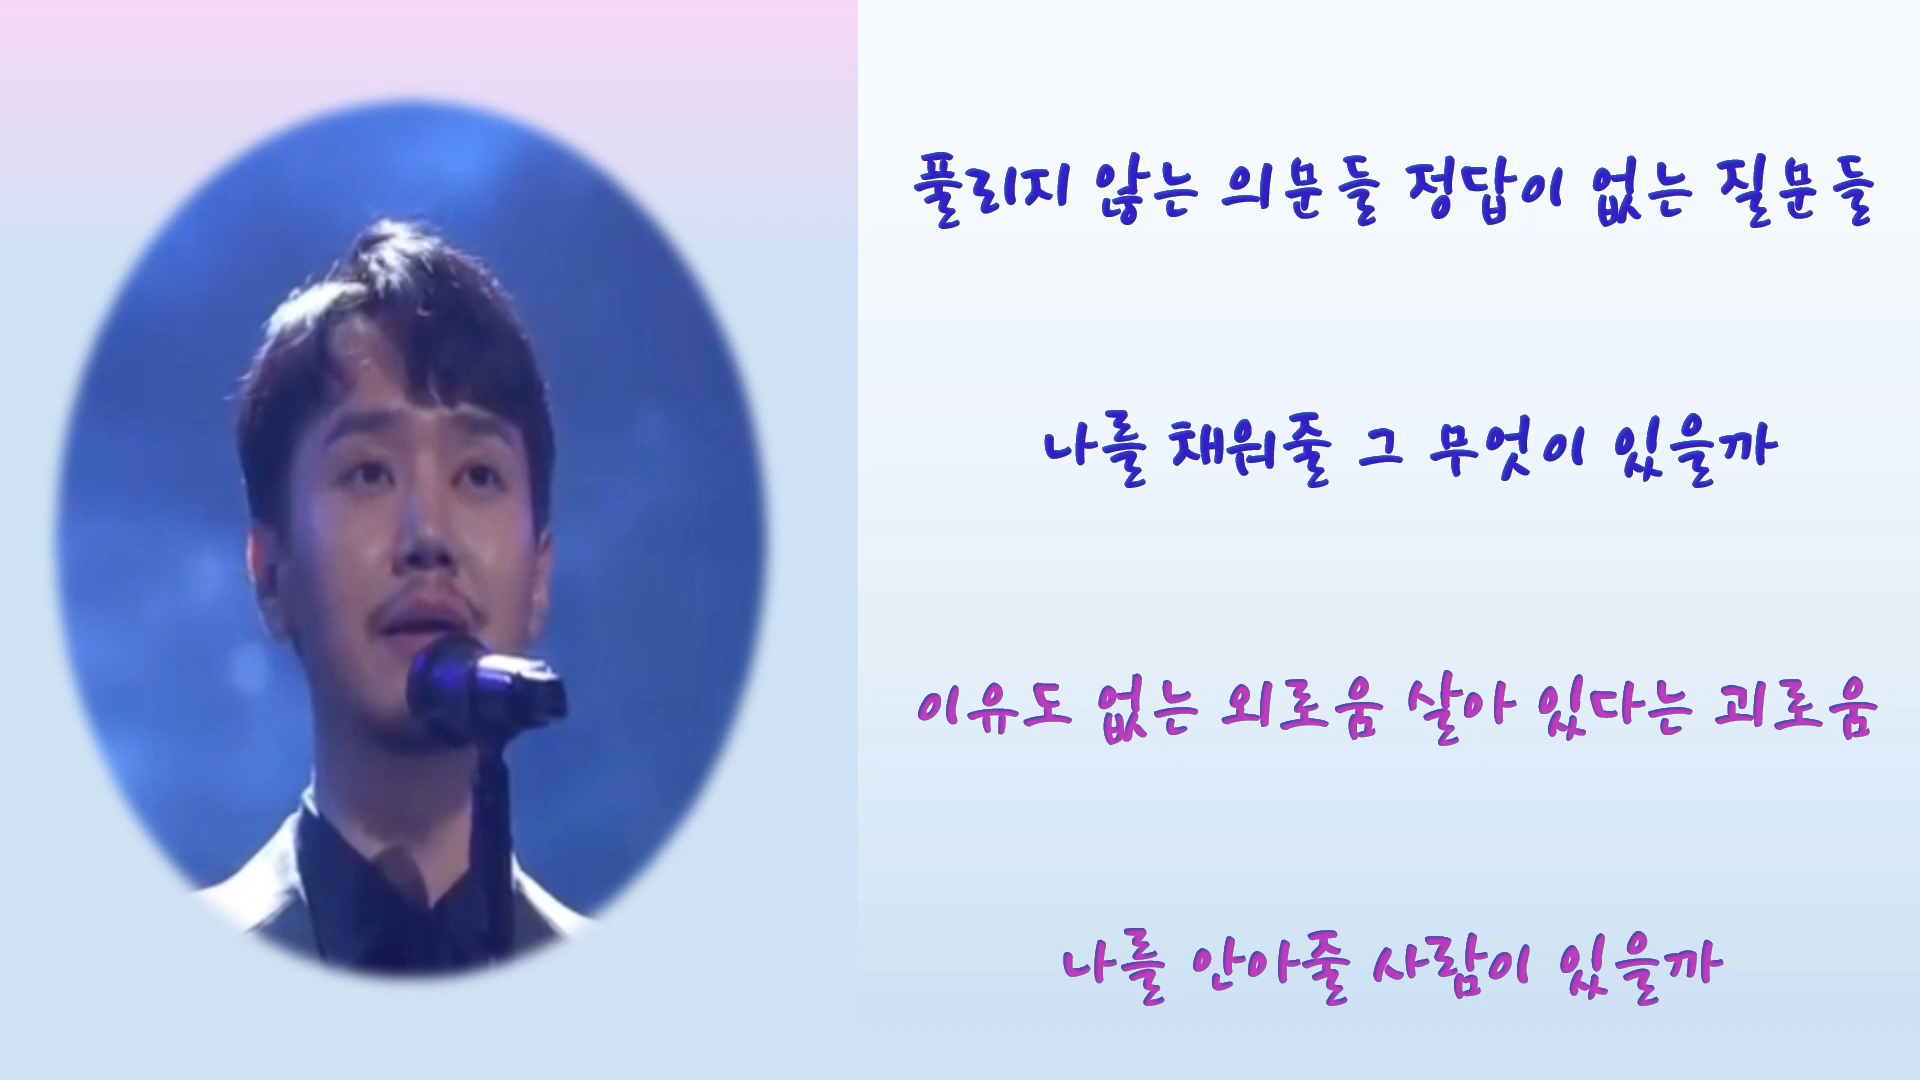 풀리지 않는 의문들 정답이 없는 질문들
나를 채워줄 그 무엇이 있을까
이유도 없는 외로움 살아 있다는 괴로움
나를 안아줄 사람이 있을까